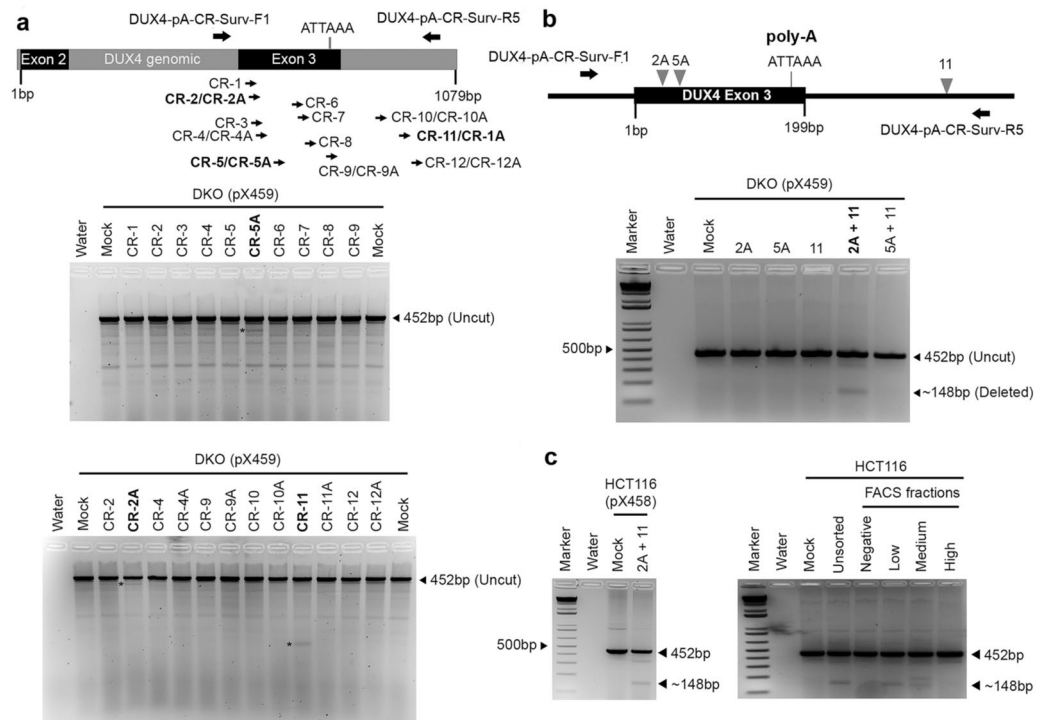 a
DUX4-pA-CR-Surv-F1
DUX4-pA-CR-Surv-R5
ATTAAA
Exon 2
DUX4 genomic
Exon 3
1bp
1079bp
CR-1
CR-2/CR-2A
CR-3
CR-4/CR-4A
CR-5/CR-5A
CR-6
CR-7
CR-8
CR-9/CR-9A
CR-10/CR-10A
CR-11/CR-1A
CR-12/CR-12A
DKO (pX459)
Water
Mock
CR-1
CR-2
CR-3
CR-4
CR-5
CR-5A
CR-6
CR-7
CR-8
CR-9
Mock
*
452bp (Uncut)
DKO (pX459)
Water
Mock
CR-2
CR-2A
CR-4
CR-4A
CR-9
CR-9A
CR-10
CR-10A
CR-11
CR-11A
CR-12
CR-12A
Mock
452bp (Uncut)
*
*
b
poly-A
DUX4-pA-CR-Surv-F1
2A
5A
ATTAAA
11
DUX4 Exon 3
1bp
199bp
DUX4-pA-CR-Surv-R5
DKO (pX459)
Marker
Water
Mock
2A
5A
11
2A + 11
5A + 11
500bp
452bp (Uncut)
~148bp (Deleted)
c
HCT116
(pX458)
Marker
Water
Mock
2A + 11
500bp
452bp
~148bp
HCT116
FACS fractions
Marker
Water
Mock
Unsorted
Negative
Low
Medium
High
452bp
~148bp